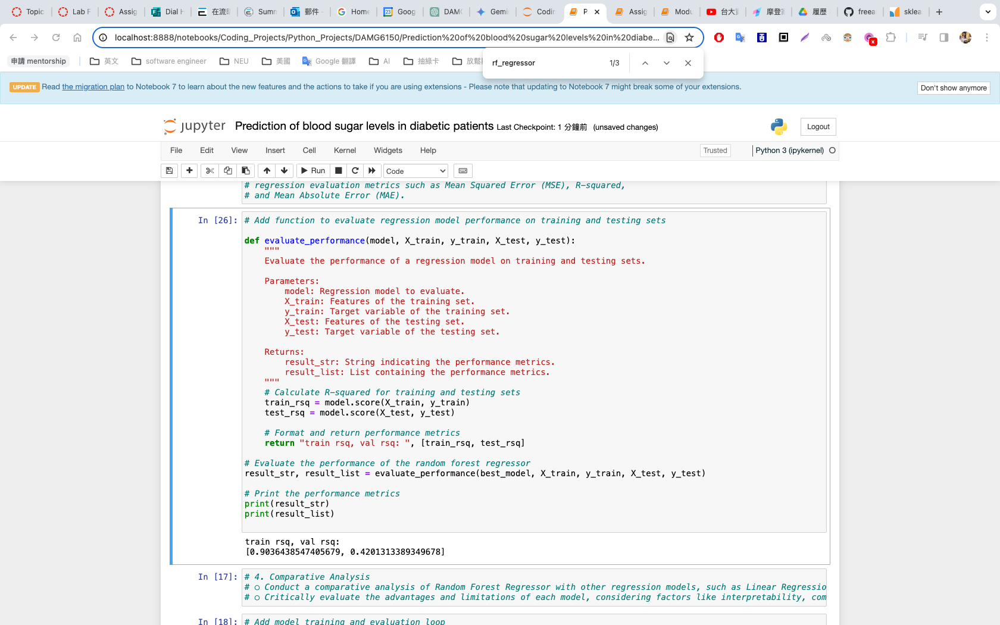 Topic
Lab F
Assig
Dial H
在流
Sumn
郵件
Home
23 Goog
DAM
Gemi
Codin
P
Assig
Modu
台大
摩登
履歷
freea
sklea
localhost:8888/notebooks/Coding_Projects/Python_Projects/DAMG6150/Prediction%20of%20blood%20sugar%20levels%20in%20diabe...
申請 mentorship
英文
software engineer
NEU
美國
Google 翻譯
AI
抽綠卡
放鬆
rf_regressor 1/3
UPDATE Read the migration plan to Notebook 7 to learn about the new features and the actions to take if you are using extensions - Please note that updating to Notebook 7 might break some of your extensions.
Don't show anymore
jupyter Prediction of blood sugar levels in diabetic patients Last Checkpoint: 1 分鐘前 (unsaved changes)
Logout
File Edit View Insert Cell Kernel Widgets Help
Trusted
Python 3 (ipykernel)
Run
Code
# regression evaluation metrics such as Mean Squared Error (MSE), R-squared,
# and Mean Absolute Error (MAE).
In [26]: # Add function to evaluate regression model performance on training and testing sets
def evaluate_performance(model, X_train, y_train, X_test, y_test):
"""
Evaluate the performance of a regression model on training and testing sets.
Parameters:
model: Regression model to evaluate.
X_train: Features of the training set.
y_train: Target variable of the training set.
X_test: Features of the testing set.
y_test: Target variable of the testing set.
Returns:
result_str: String indicating the performance metrics.
result_list: List containing the performance metrics.
"""
# Calculate R-squared for training and testing sets
train_rsq = model.score(X_train, y_train)
test_rsq = model.score(X_test, y_test)
# Format and return performance metrics
return "train rsq, val rsq: ", [train_rsq, test_rsq]
# Evaluate the performance of the random forest regressor
result_str, result_list = evaluate_performance(best_model, X_train, y_train, X_test, y_test)
# Print the performance metrics
print(result_str)
print(result_list)
train rsq, val rsq:
[0.9036438547405679, 0.4201313389349678]
In [17]: # 4. Comparative Analysis
# ○ Conduct a comparative analysis of Random Forest Regressor with other regression models, such as Linear Regressio
# ○ Critically evaluate the advantages and limitations of each model, considering factors like interpretability, com
In [18]: # Add model training and evaluation loop